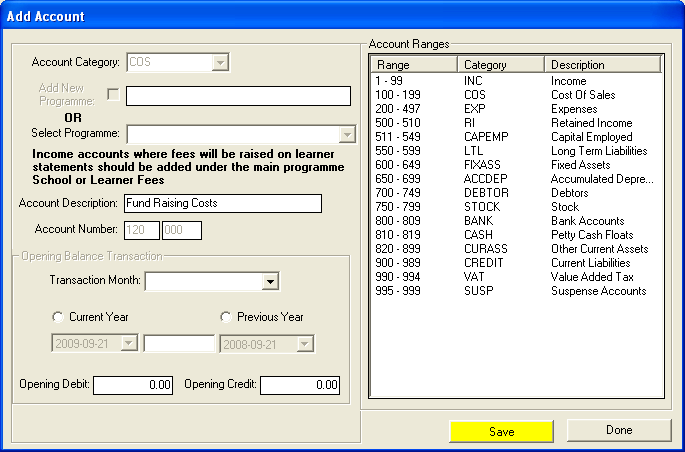 Add Account
Account Category: COS
Add New
Programme:
OR
Select Programme:
Income accounts where fees will be raised on learner
statements should be added under the main programme
School or Learner Fees
Account Description: Fund Raising Costs
Account Number: 120 000
Opening Balance Transaction
Transaction Month:
Current Year Previous Year
2009-09-21 2008-09-21
Opening Debit: 0.00 Opening Credit: 0.00
Account Ranges
Range Category Description
1 - 99 INC Income
100 - 199 COS Cost Of Sales
200 - 497 EXP Expenses
500 - 510 RI Retained Income
511 - 549 CAPEMP Capital Employed
550 - 599 LTL Long Term Liabilities
600 - 649 FIXASS Fixed Assets
650 - 699 ACCDEP Accumulated Depre...
700 - 749 DEBTOR Debtors
750 - 799 STOCK Stock
800 - 809 BANK Bank Accounts
810 - 819 CASH Petty Cash Floats
820 - 899 CURASS Other Current Assets
900 - 989 CREDIT Current Liabilities
990 - 994 VAT Value Added Tax
995 - 999 SUSP Suspense Accounts
Save Done